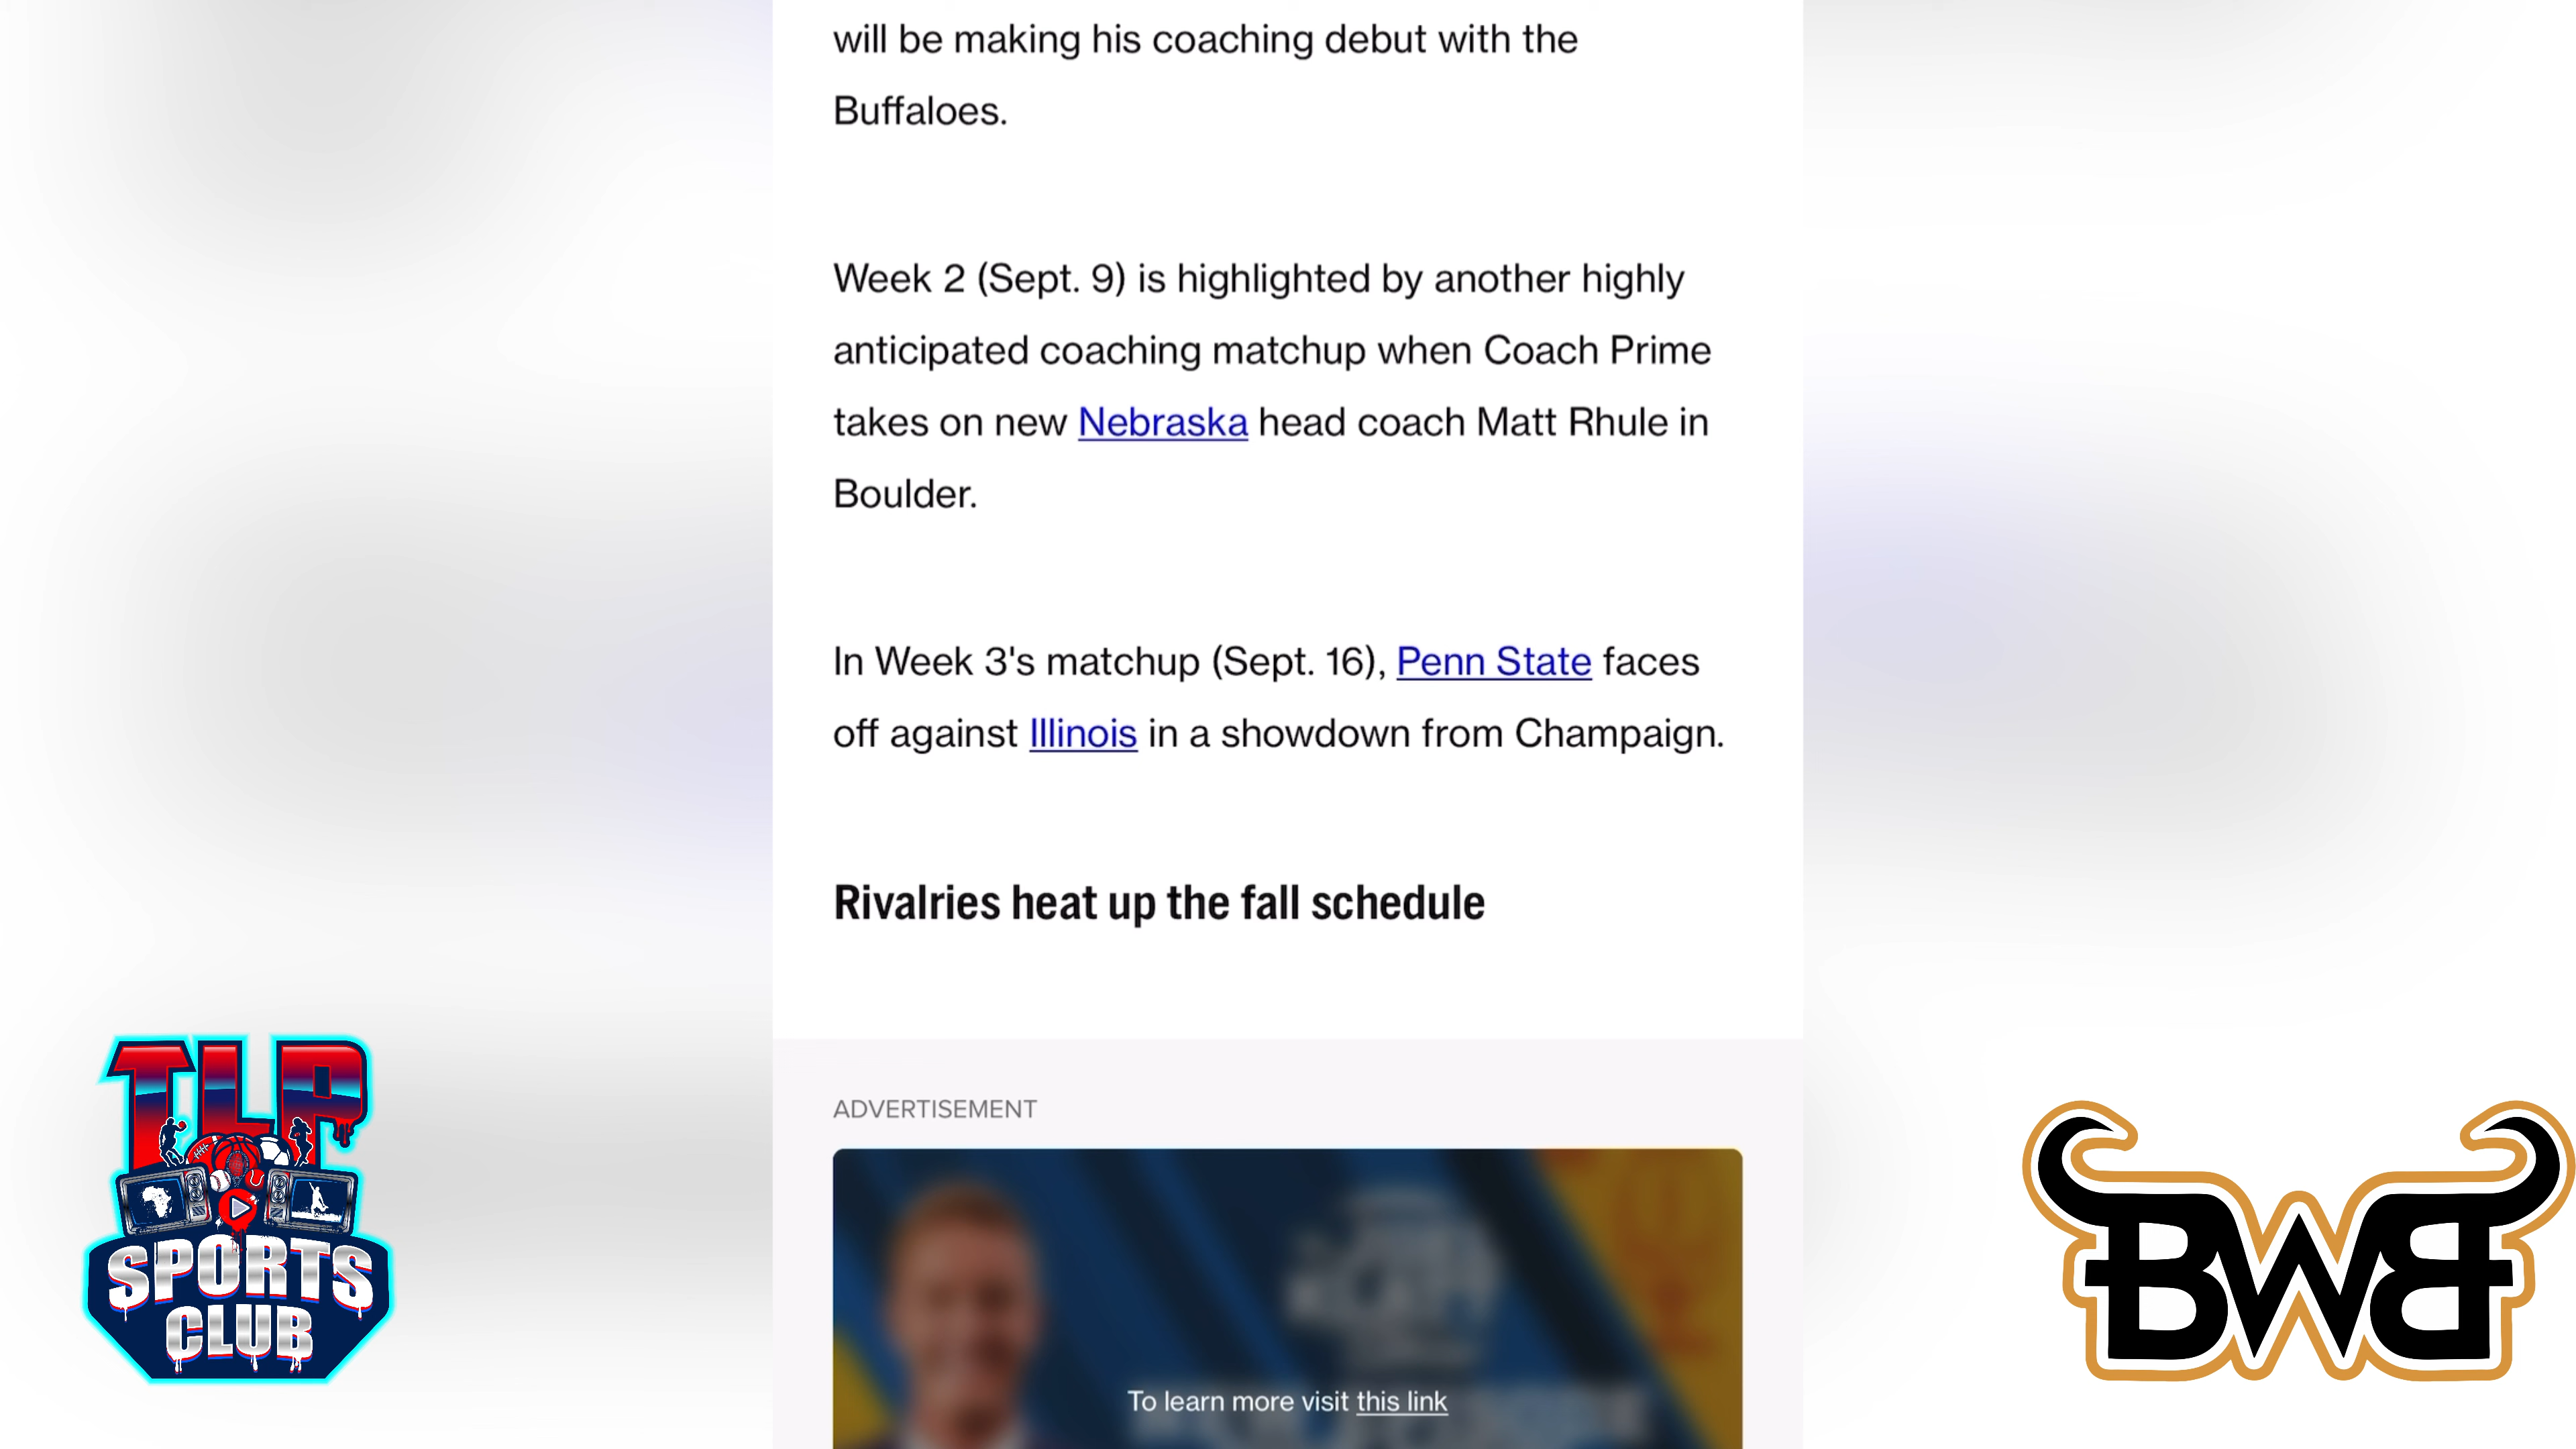 will be making his coaching debut with the
Buffaloes.
Week 2 (Sept. 9) is highlighted by another highly
anticipated coaching matchup when Coach Prime
takes on new Nebraska head coach Matt Rhule in
Boulder.
In Week 3's matchup (Sept. 16), Penn State faces
off against Illinois in a showdown from Champaign.
Rivalries heat up the fall schedule
ADVERTISEMENT
To learn more visit this link
TLP
SPORTS
CLUB
BWB